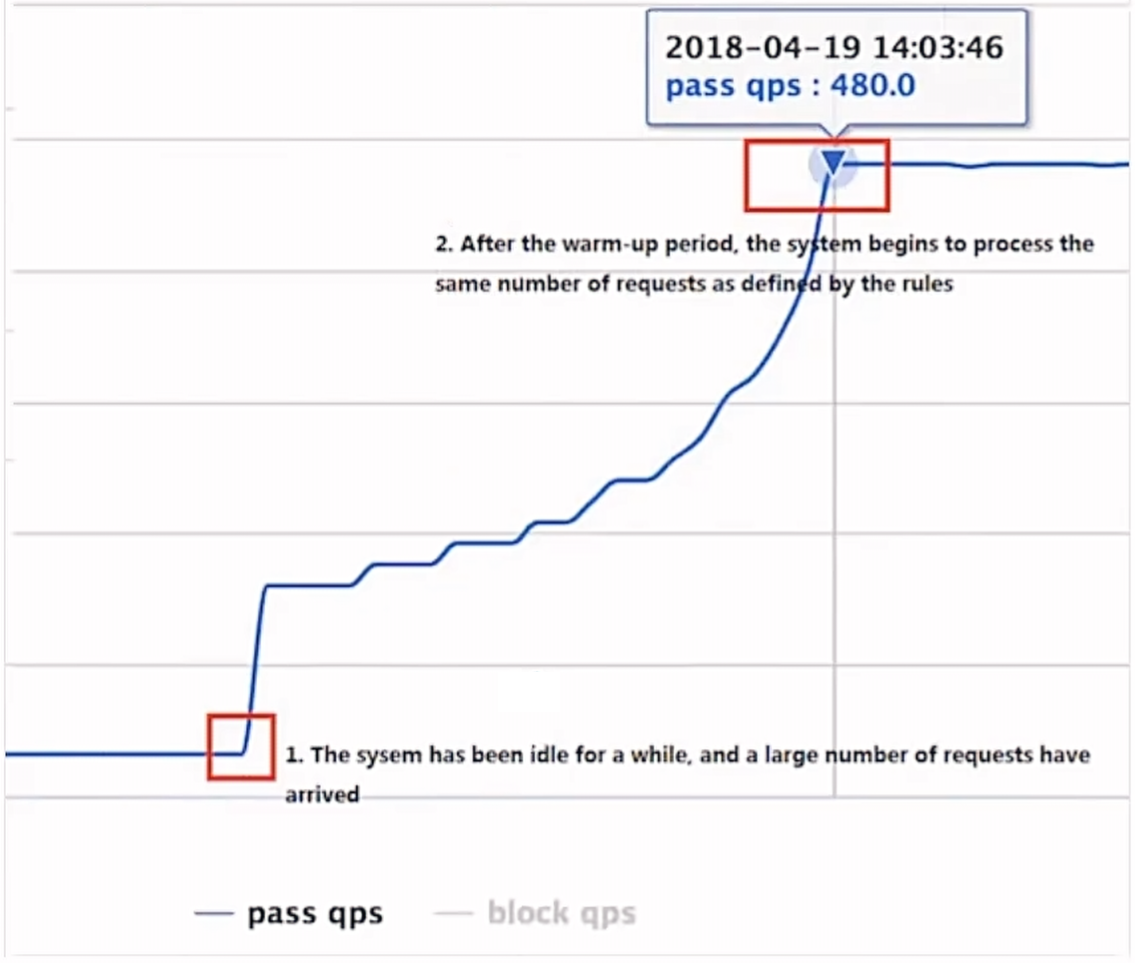 2018-04-19 14:03:46
pass qps : 480.0
2. After the warm-up period, the system begins to process the
same number of requests as defined by the rules
1. The sysem has been idle for a while, and a large number of requests have
arrived
pass qps
block qps